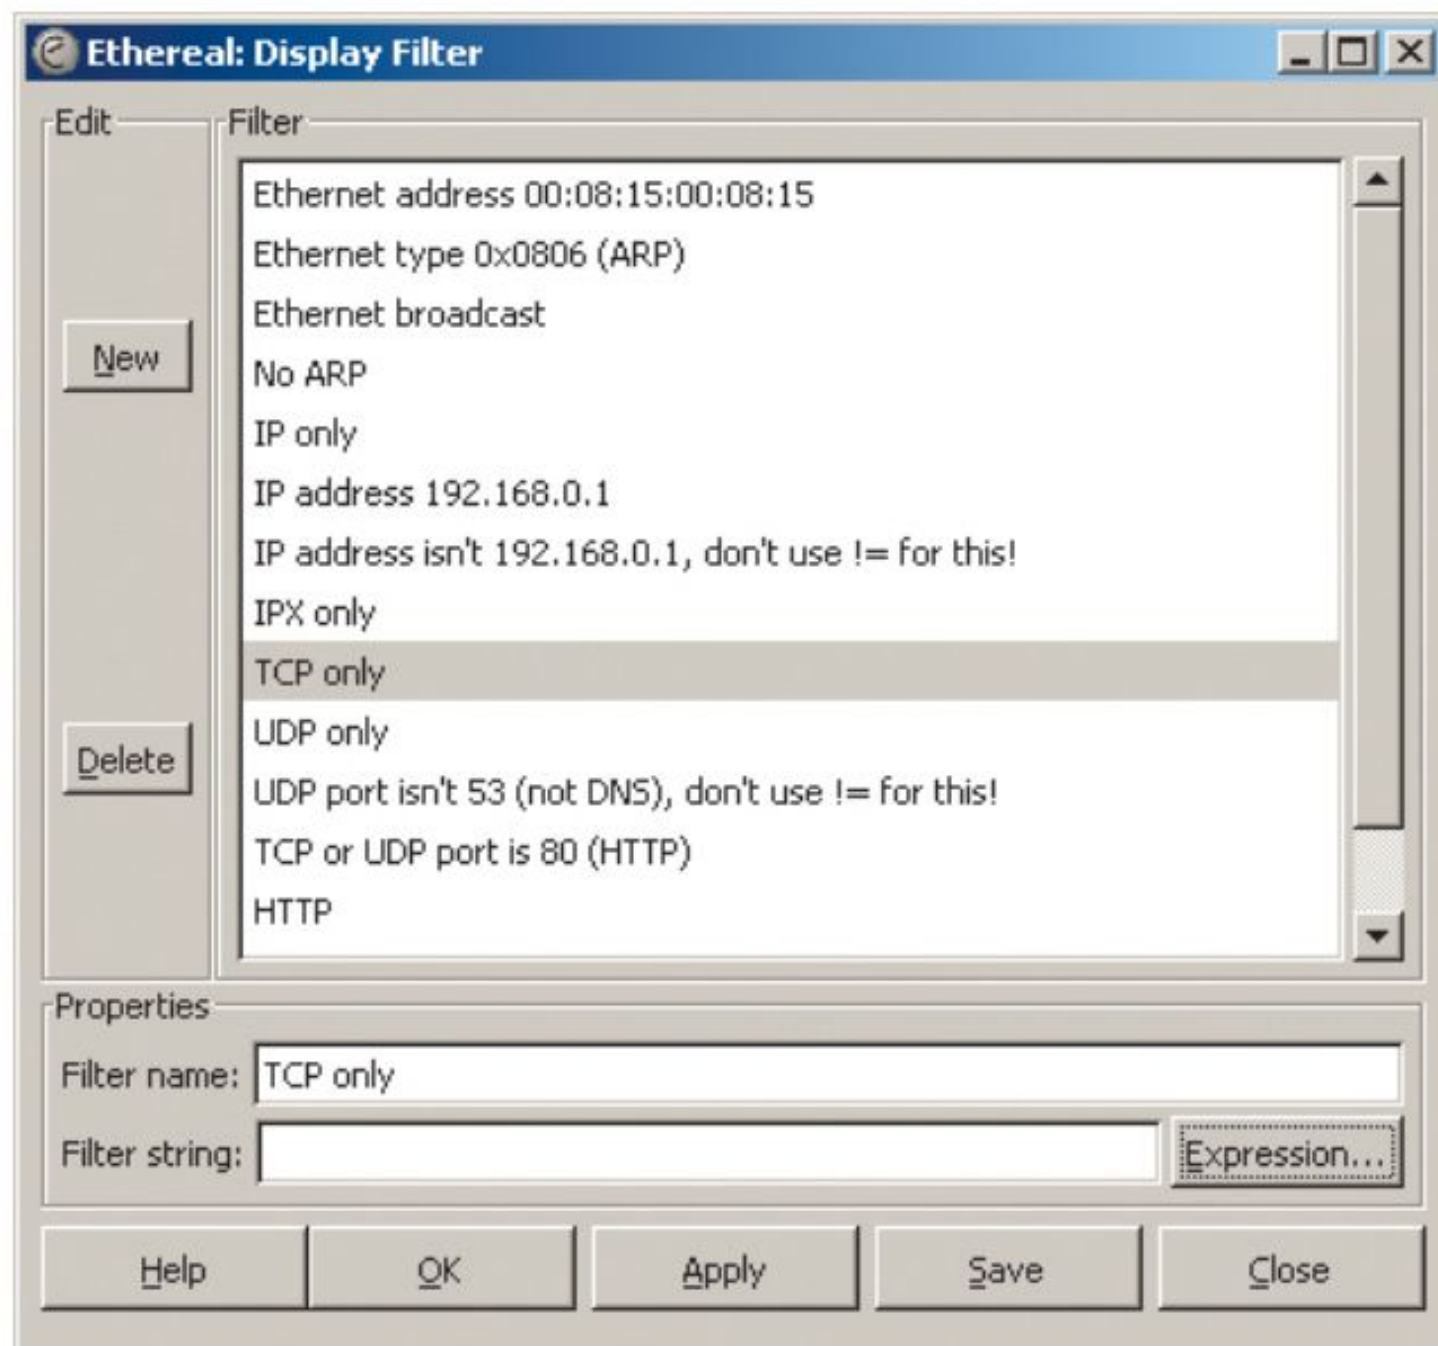 Ethereal: Display Filter
Edit
Filter
New
Delete
Ethernet address 00:08:15:00:08:15
Ethernet type 0x0806 (ARP)
Ethernet broadcast
No ARP
IP only
IP address 192.168.0.1
IP address isn't 192.168.0.1, don't use != for this!
IPX only
TCP only
UDP only
UDP port isn't 53 (not DNS), don't use != for this!
TCP or UDP port is 80 (HTTP)
HTTP
Properties
Filter name: TCP only
Filter string: Expression...
Help OK Apply Save Close